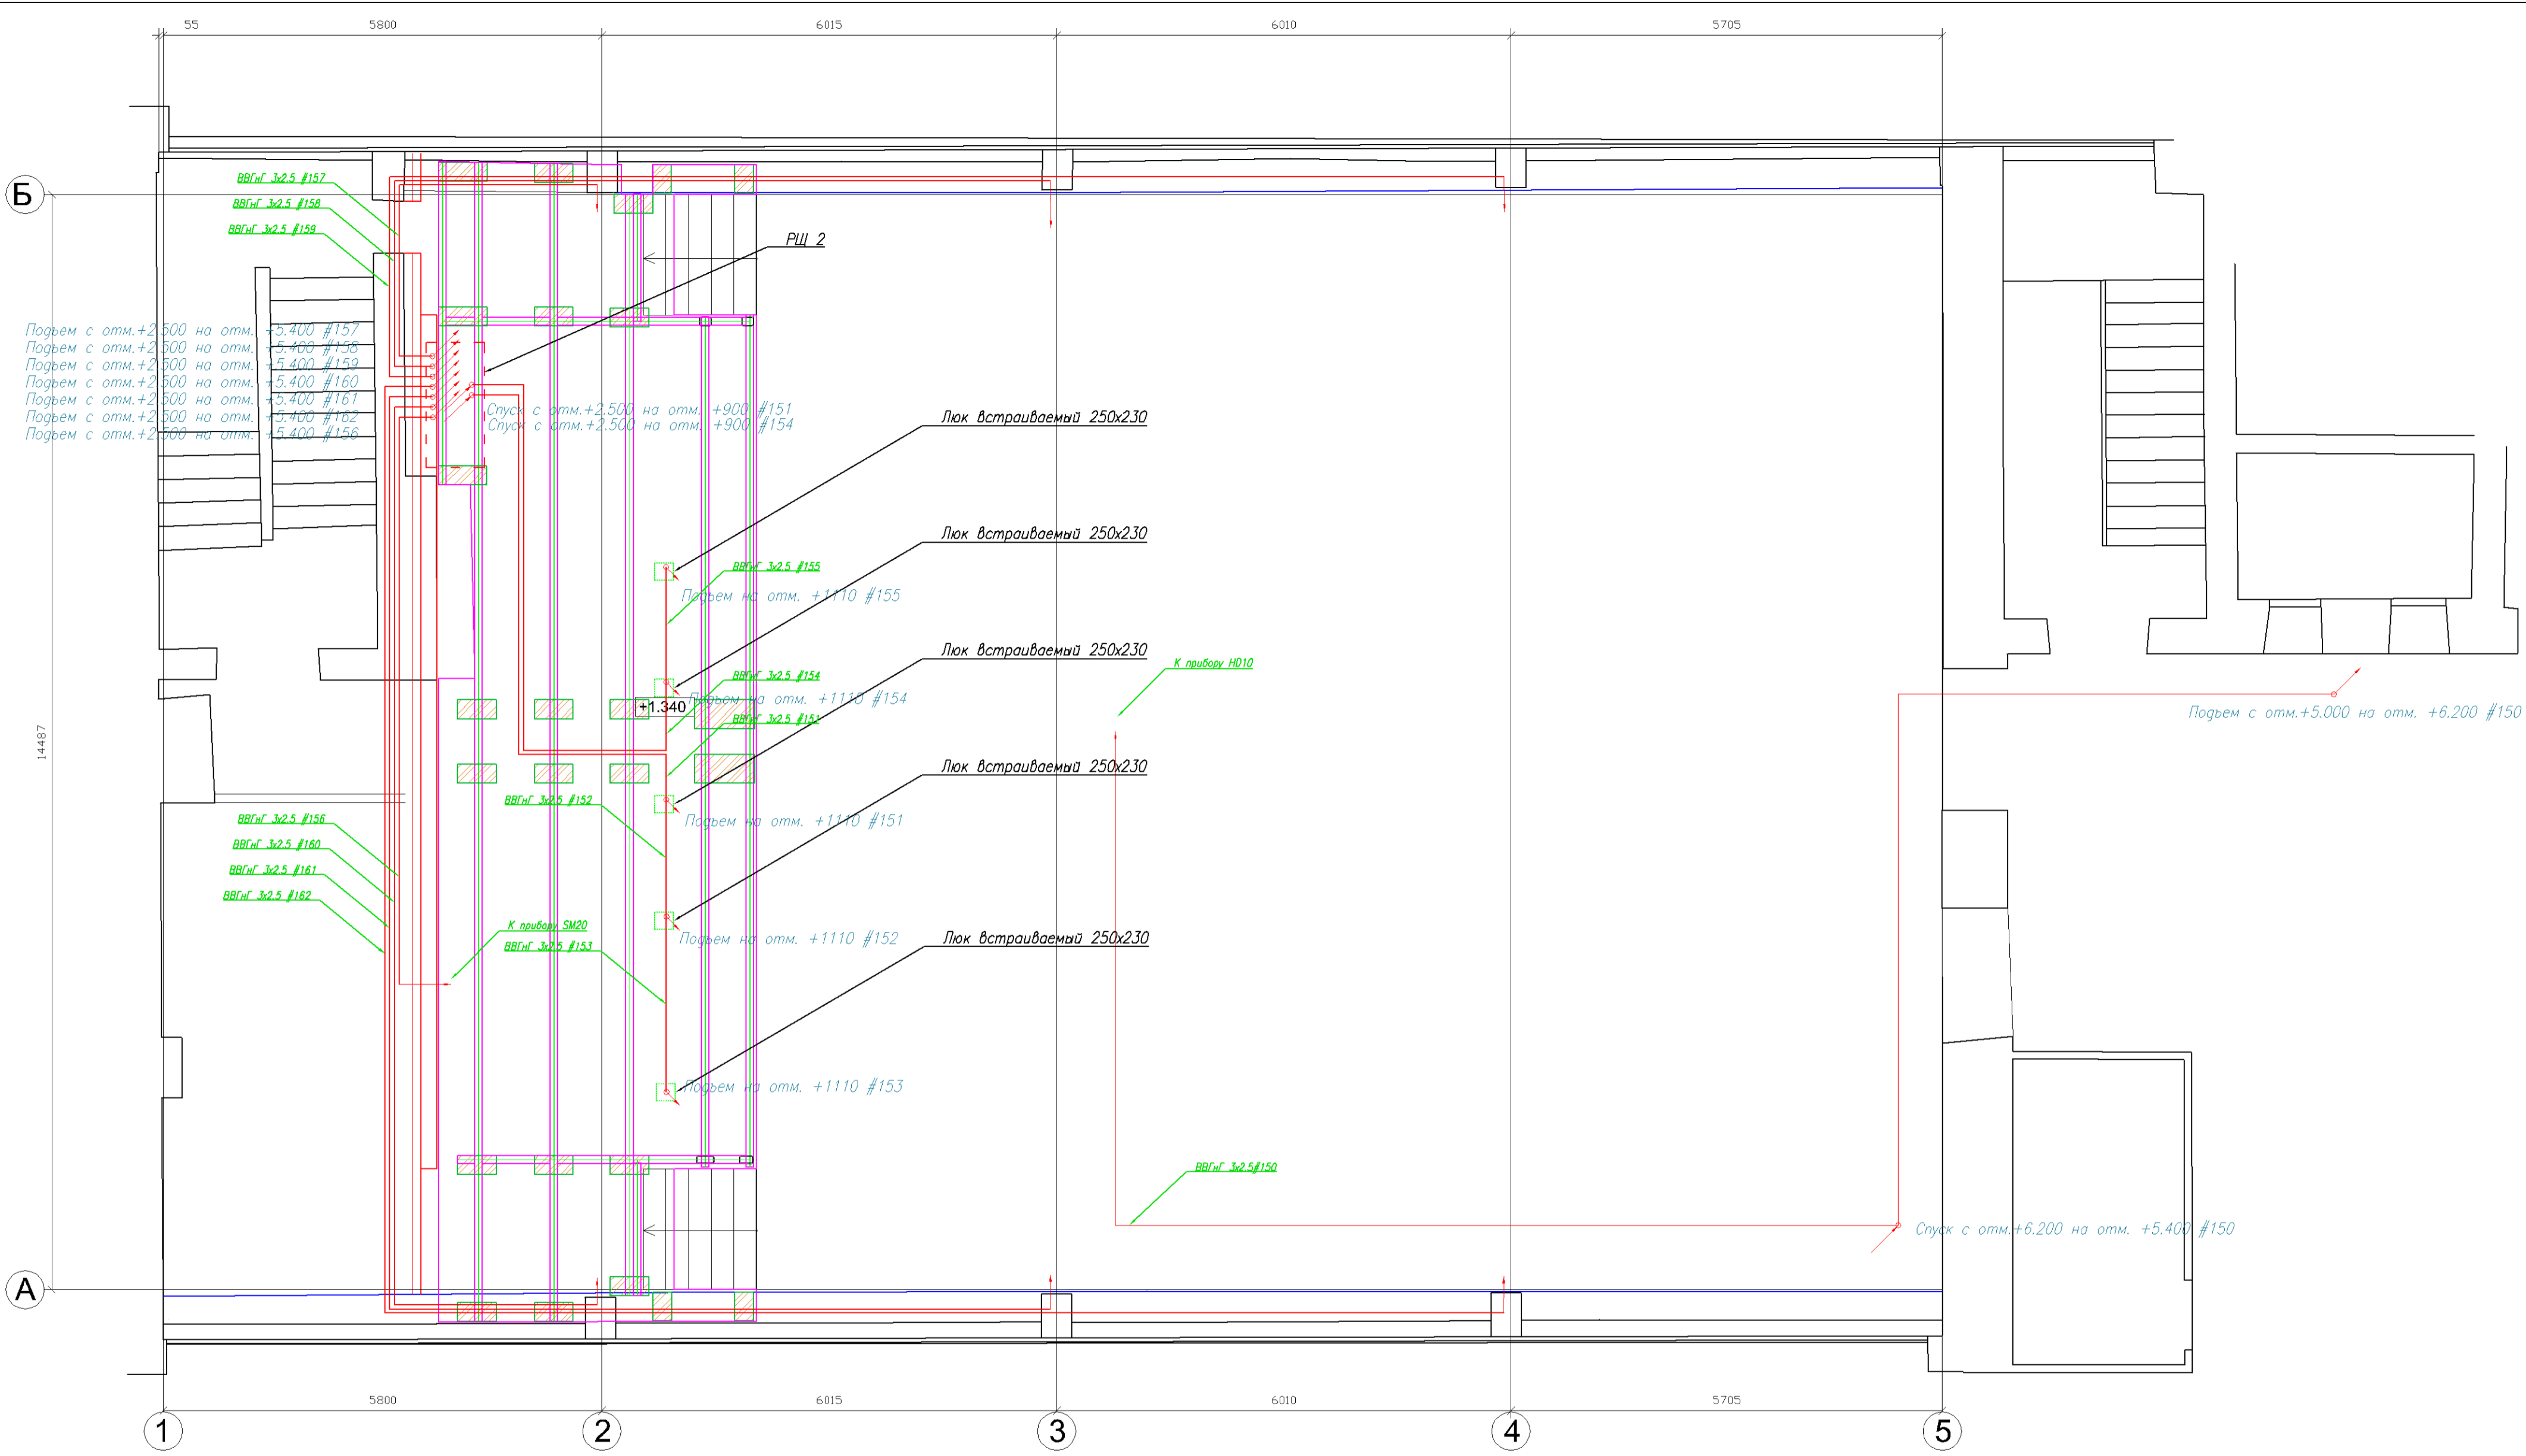 55
5800
6015
6010
5705
Б
ВВГнГ 3х2.5 #157
ВВГнГ 3х2.5 #158
ВВГнГ 3х2.5 #159
РЩ 2
Подъем с отм.+2.500 на отм. +5.400 #157
Подъем с отм.+2.500 на отм. +5.400 #158
Подъем с отм.+2.500 на отм. +5.400 #159
Подъем с отм.+2.500 на отм. +5.400 #160
Подъем с отм.+2.500 на отм. +5.400 #161
Подъем с отм.+2.500 на отм. +5.400 #162
Подъем с отм.+2.500 на отм. +5.400 #156
Спуск с отм.+2.500 на отм. +900 #151
Спуск с отм.+2.500 на отм. +900 #154
Люк встраиваемый 250х230
Люк встраиваемый 250х230
ВВГнГ 3х2.5 #155
Подъем на отм. +1110 #155
Люк встраиваемый 250х230
К прибору HD10
ВВГнГ 3х2.5 #154
Подъем на отм. +1110 #154
+1.340
ВВГнГ 3х2.5 #151
Подъем с отм.+5.000 на отм. +6.200 #150
14487
Люк встраиваемый 250х230
ВВГнГ 3х2.5 #152
Подъем на отм. +1110 #151
ВВГнГ 3х2.5 #156
ВВГнГ 3х2.5 #160
ВВГнГ 3х2.5 #161
ВВГнГ 3х2.5 #162
К прибору SM20
ВВГнГ 3х2.5 #153
Подъем на отм. +1110 #152
Люк встраиваемый 250х230
Подъем на отм. +1110 #153
ВВГнГ 3х2.5#150
Спуск с отм.+6.200 на отм. +5.400 #150
А
5800
6015
6010
5705
1
2
3
4
5